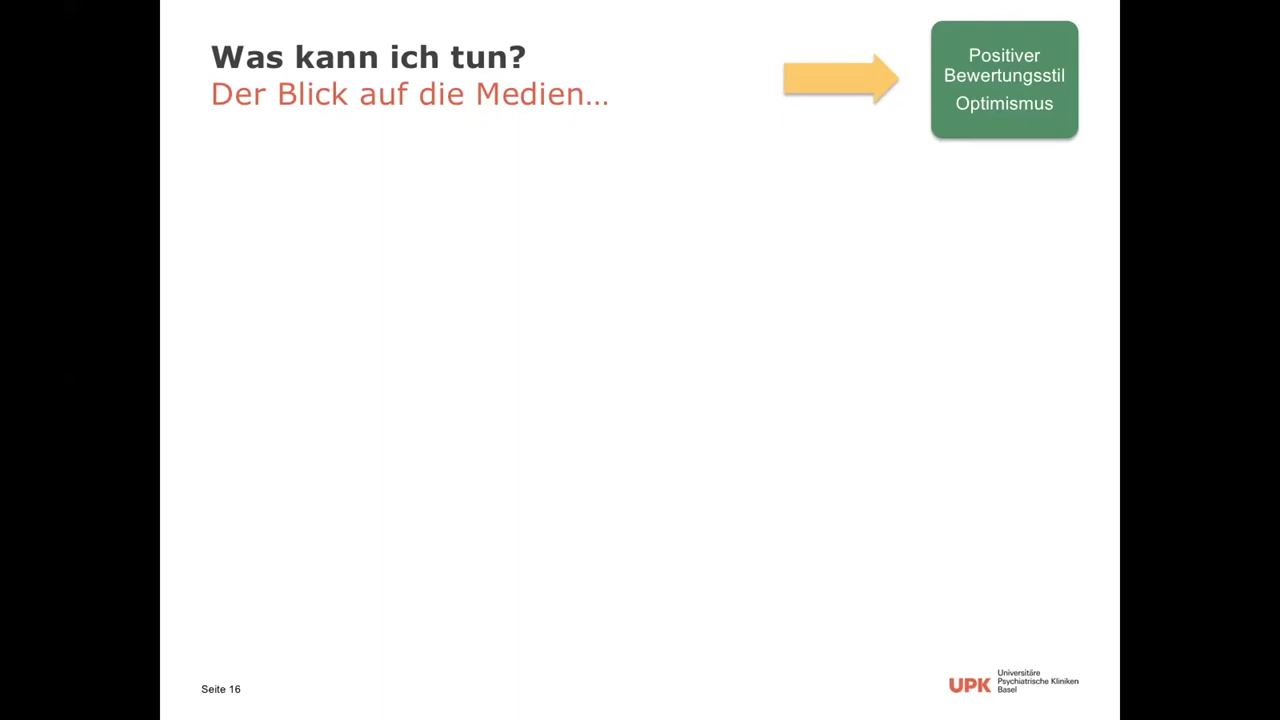 Was kann ich tun?
Der Blick auf die Medien…
Positiver
Bewertungsstil
Optimismus
Seite 16
UPK
Universitäre
Psychiatrische Kliniken
Basel